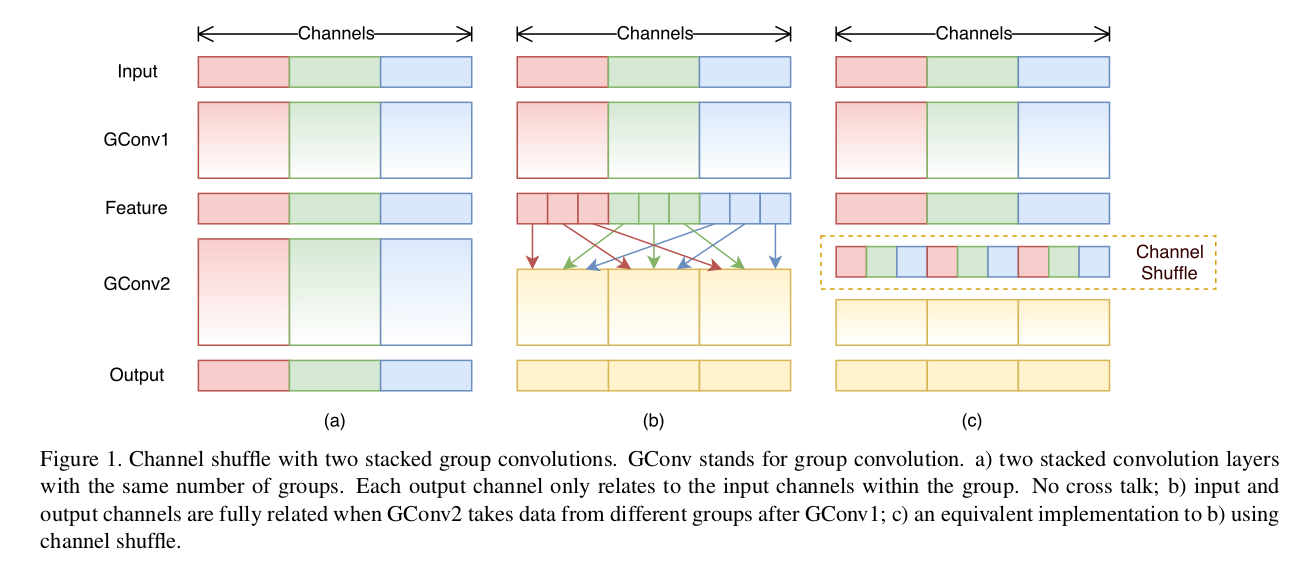 Channels Channels Channels
Input
GConv1
Feature
Channel
Shuffle
GConv2
Output
(a) (b) (c)
Figure 1. Channel shuffle with two stacked group convolutions. GConv stands for group convolution. a) two stacked convolution layers
with the same number of groups. Each output channel only relates to the input channels within the group. No cross talk; b) input and
output channels are fully related when GConv2 takes data from different groups after GConv1; c) an equivalent implementation to b) using
channel shuffle.